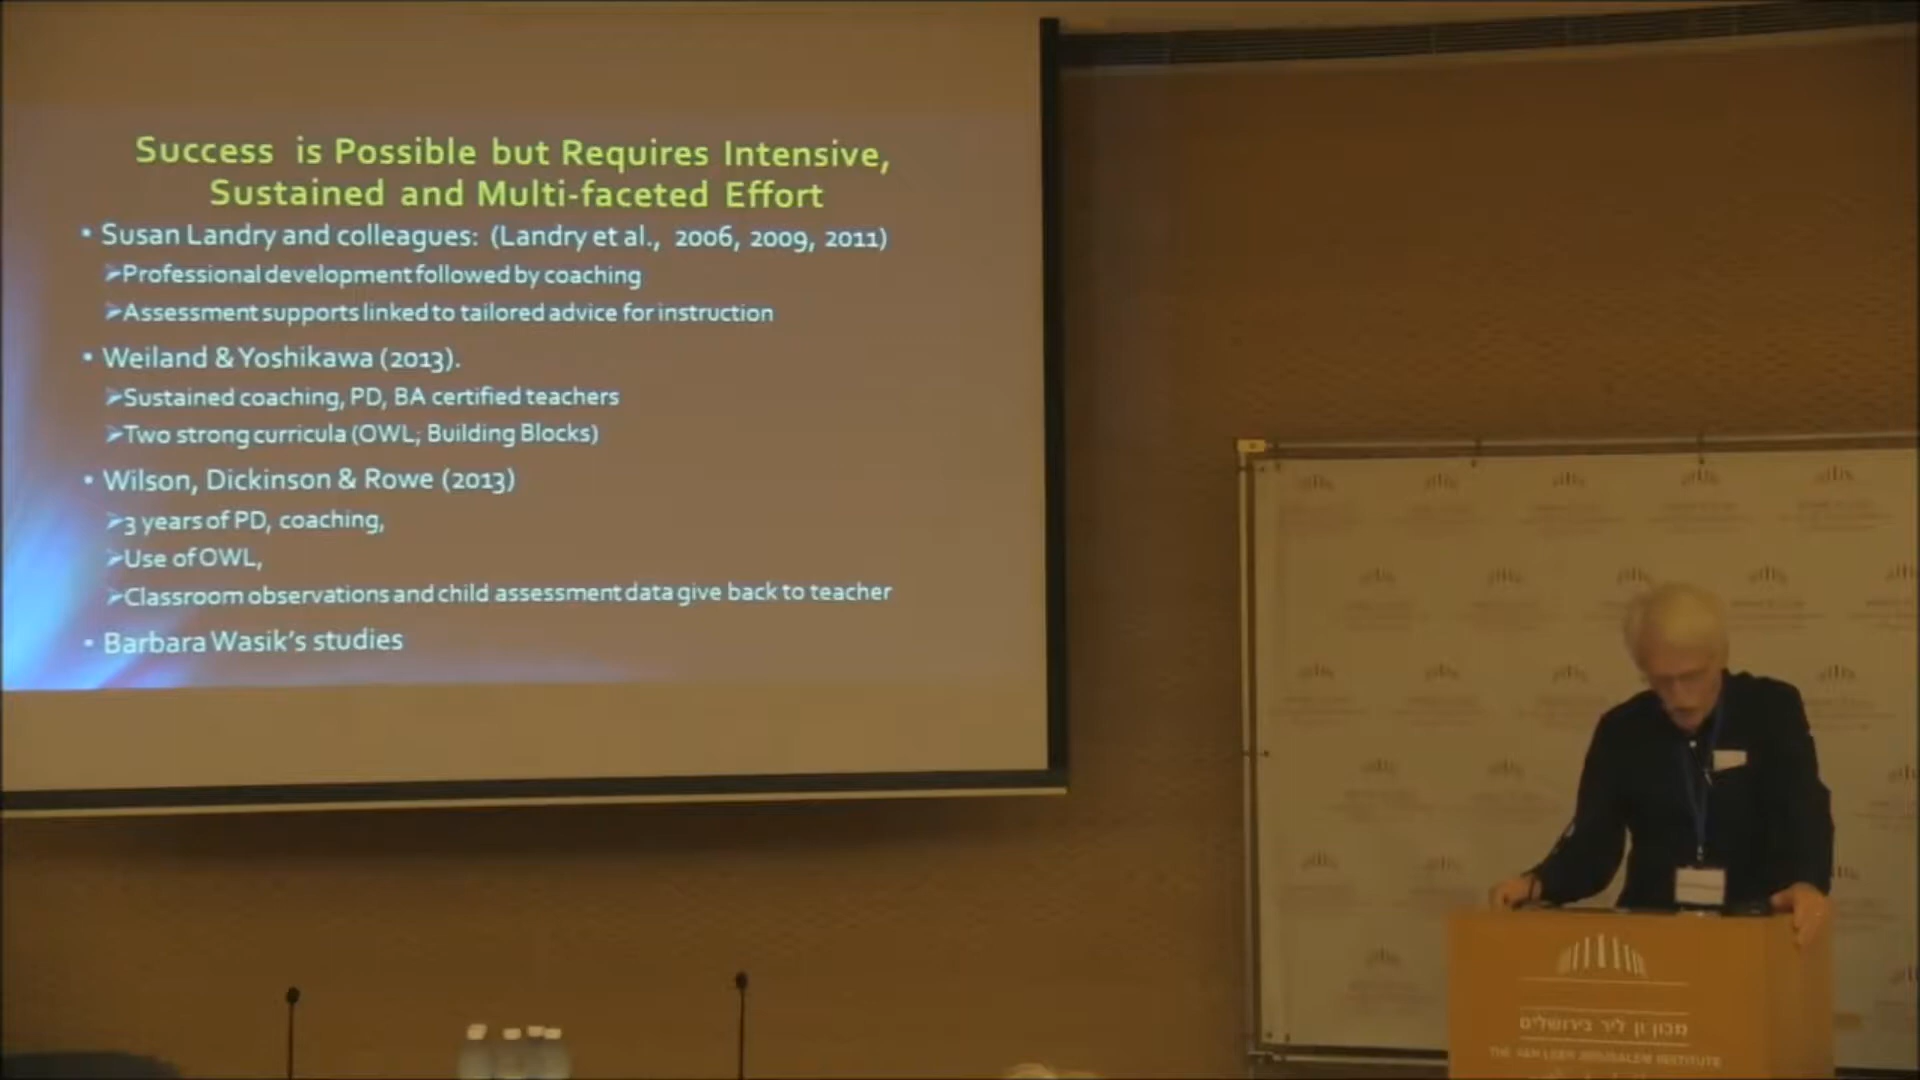 Success is Possible but Requires Intensive,
Sustained and Multi-faceted Effort
• Susan Landry and colleagues: (Landry et al., 2006, 2009, 2011)
➢Professional development followed by coaching
➢Assessment supports linked to tailored advice for instruction
• Weiland & Yoshikawa (2013).
➢Sustained coaching, PD, BA certified teachers
➢Two strong curricula (OWL; Building Blocks)
• Wilson, Dickinson & Rowe (2013)
➢3 years of PD, coaching,
➢Use of OWL,
➢Classroom observations and child assessment data give back to teacher
• Barbara Wasik's studies
מכון ון ליר בירושלים
THE VAN LEER JERUSALEM INSTITUTE